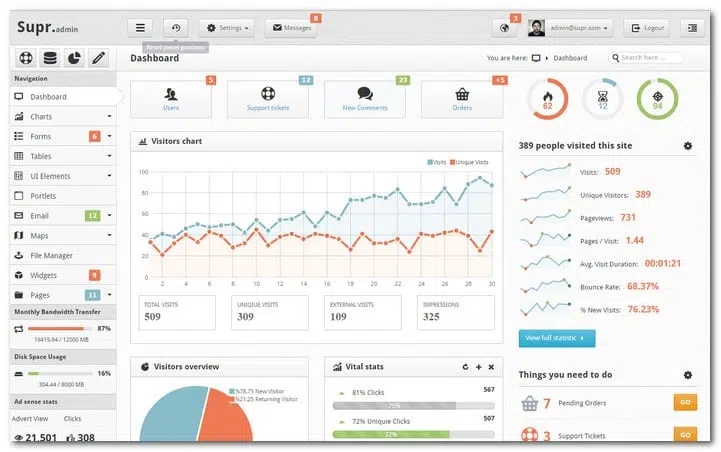 Supr.admin
Settings
Messages
8
3
admin@supr.com
Logout
Reset panel positions
Dashboard
You are here:
Dashboard
Search here ...
Navigation
Dashboard
Charts
Forms 6
Tables
UI Elements
Portlets
Email 12
Maps
File Manager
Widgets 9
Pages 11
Monthly Bandwidth Transfer
87%
19419.94 / 12000 MB
Disk Space Usage
16%
304.44 / 8000 MB
Ad sense stats
Advert View Clicks
21,501 308
5
Users
12
Support tickets
23
New Comments
+5
Orders
Visitors chart
Visits Unique Visits
100
80
60
40
20
0
2 4 6 8 10 12 14 16 18 20 22 24 26 28 30
TOTAL VISITS
509
UNIQUE VISITS
309
EXTERNAL VISITS
109
IMPRESSIONS
325
Visitors overview
%78.75 New Visitor
%21.25 Returning Visitor
Vital stats
81% Clicks 567
72% Unique Clicks 507
72%
62 12 94
389 people visited this site
Visits: 509
Unique Visitors: 389
Pageviews: 731
Pages / Visit: 1.44
Avg. Visit Duration: 00:01:21
Bounce Rate: 68.37%
% New Visits: 76.23%
View full statistic
Things you need to do
7 Pending Orders GO
3 Support Tickets GO